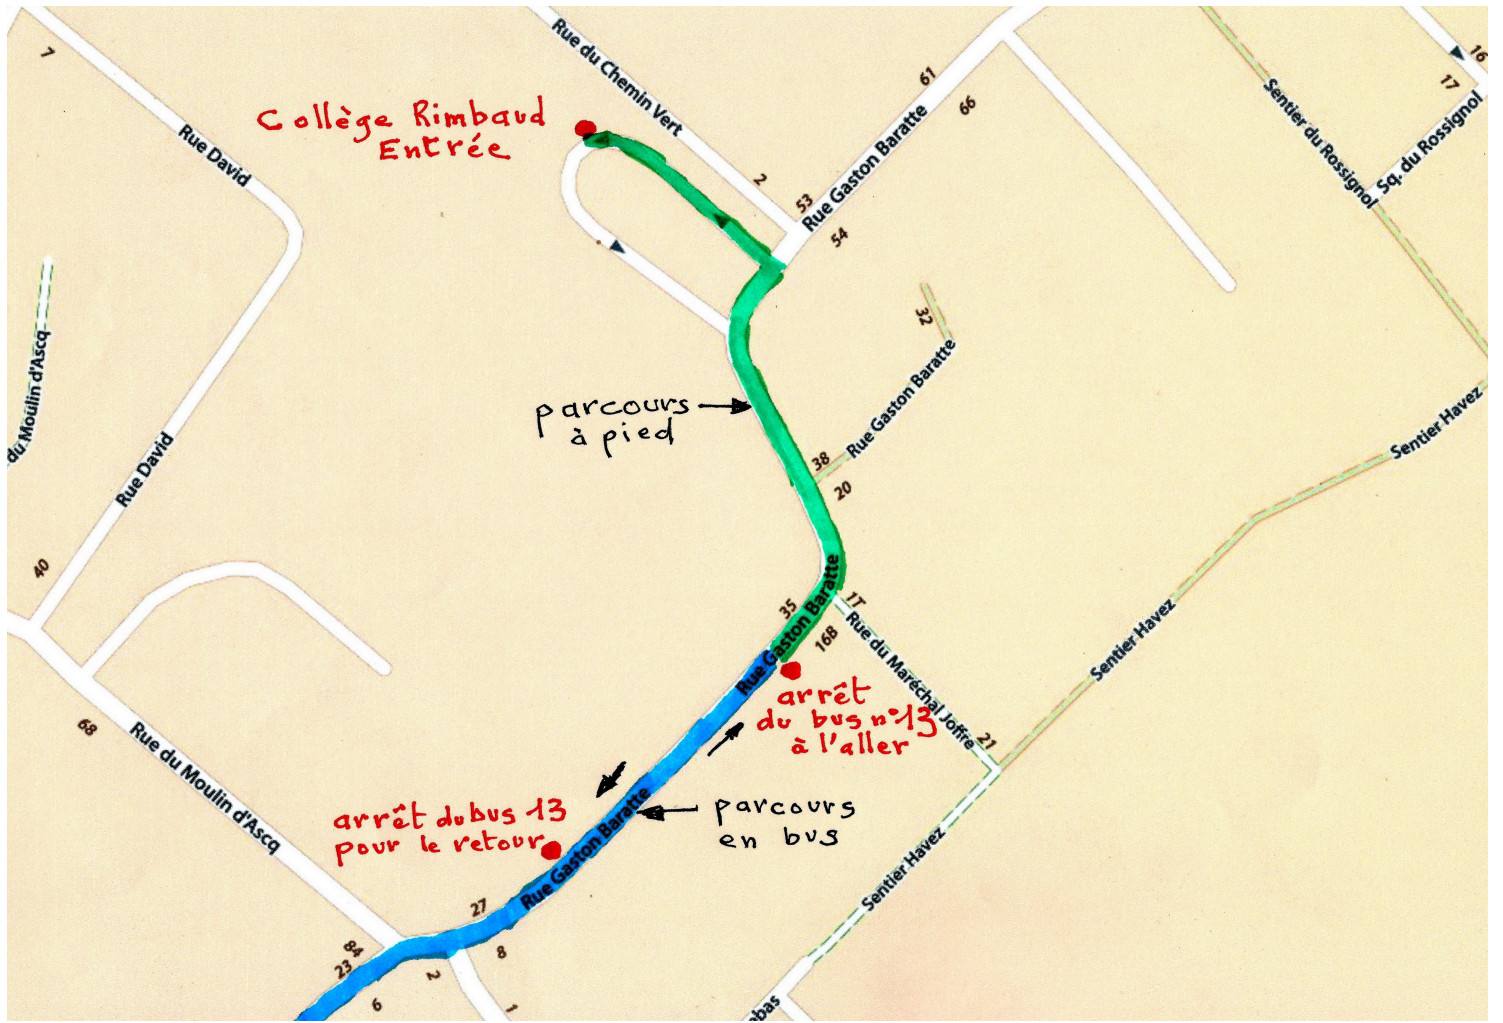 7
Rue David
Rue du Chemin Vert
Collège Rimbaud
Entrée
2
53
61
66
Rue Gaston Baratte
54
Sentier du Rossignol
16
17
Sq. du Rossignol
du Moulin d'Ascq
Rue David
40
32
Rue Gaston Baratte
parcours
à pied
38
20
Sentier Havez
35
Rue Gaston Baratte
1T
16B
Rue du Maréchal Joffre
21
Sentier Havez
arrêt
du bus n°13
à l'aller
68
Rue du Moulin d'Ascq
arrêt du bus 13
pour le retour
Rue Gaston Baratte
parcours
en bus
Sentier Havez
27
8
84
23
2
6
1
bas